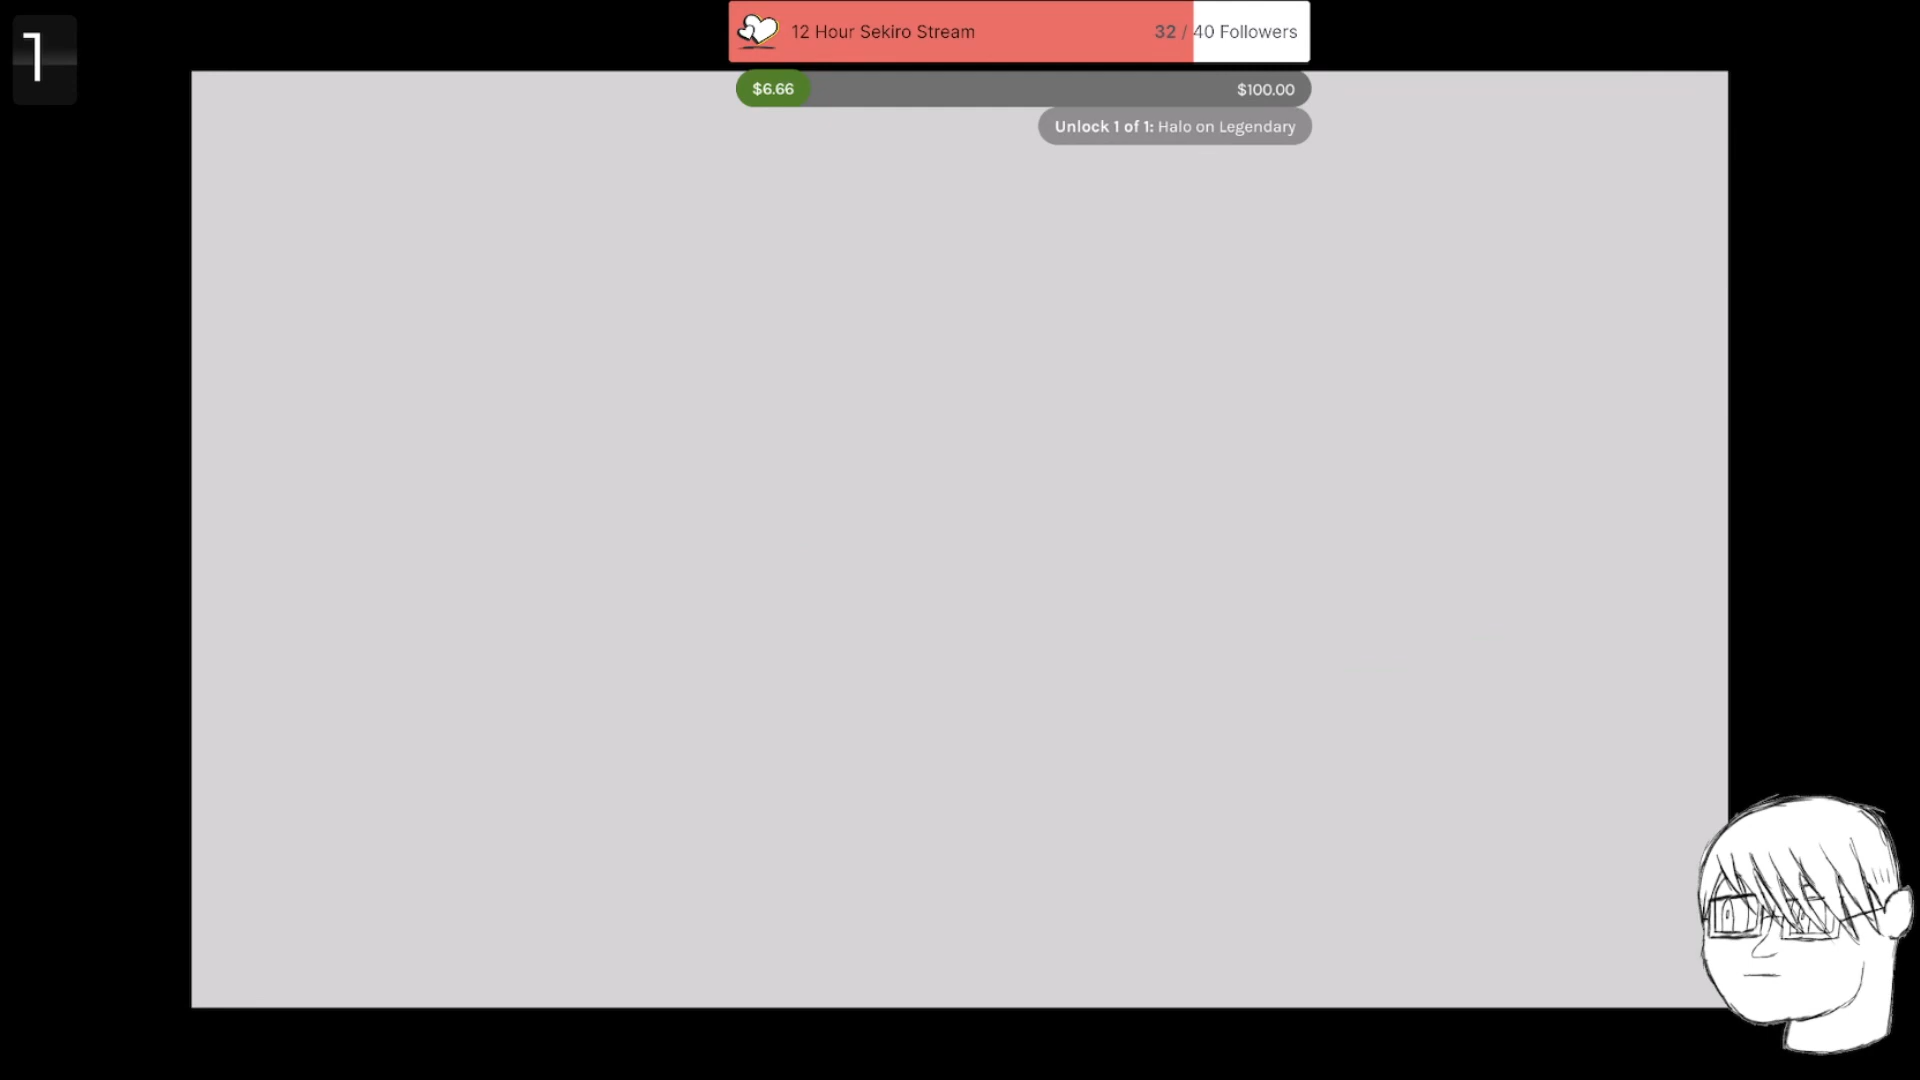 1
12 Hour Sekiro Stream 32 / 40 Followers
$6.66 $100.00
Unlock 1 of 1: Halo on Legendary